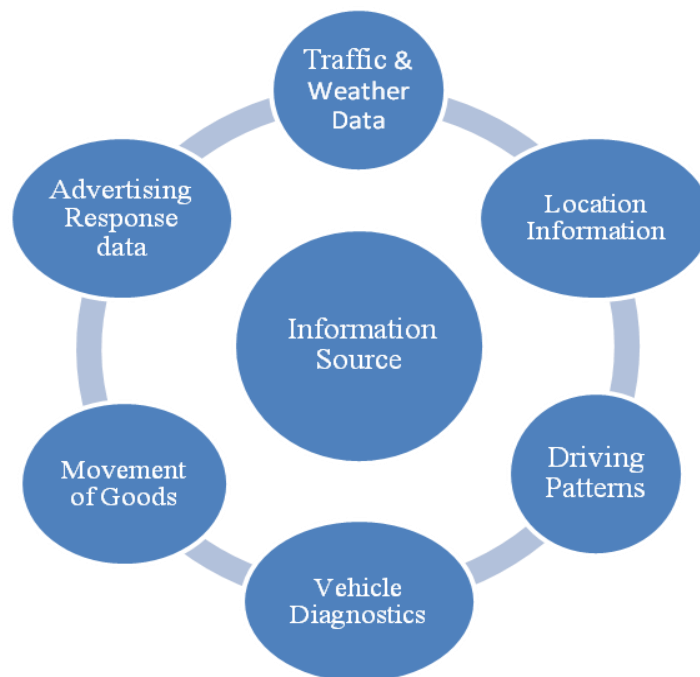 Traffic &
Weather
Data
Advertising
Response
data
Location
Information
Information
Source
Movement
of Goods
Driving
Patterns
Vehicle
Diagnostics